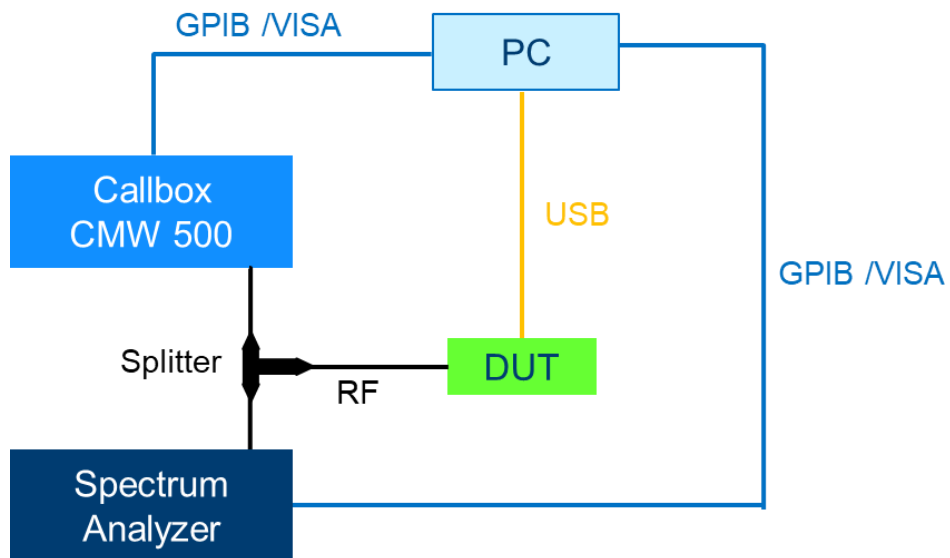 GPIB /VISA
PC
Callbox
CMW 500
USB
GPIB /VISA
Splitter
RF
DUT
Spectrum
Analyzer